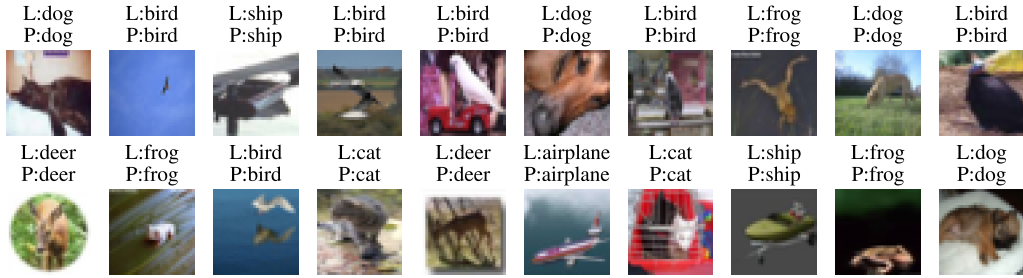 L:dog L:bird L:ship L:bird L:bird L:dog L:bird L:frog L:dog L:bird
P:dog P:bird P:ship P:bird P:bird P:dog P:bird P:frog P:dog P:bird
L:deer L:frog L:bird L:cat L:deer L:airplane L:cat L:ship L:frog L:dog
P:deer P:frog P:bird P:cat P:deer P:airplane P:cat P:ship P:frog P:dog